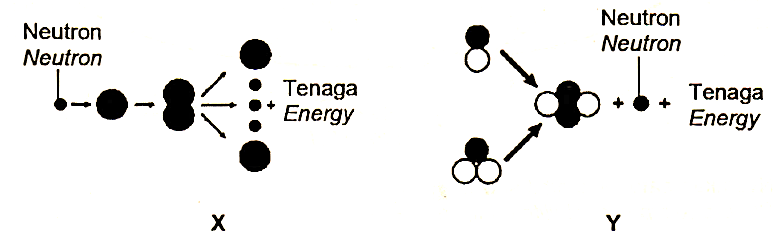 Neutron
Neutron
Tenaga
+ Energy
X
Neutron
Neutron
+ +
Tenaga
Energy
Y